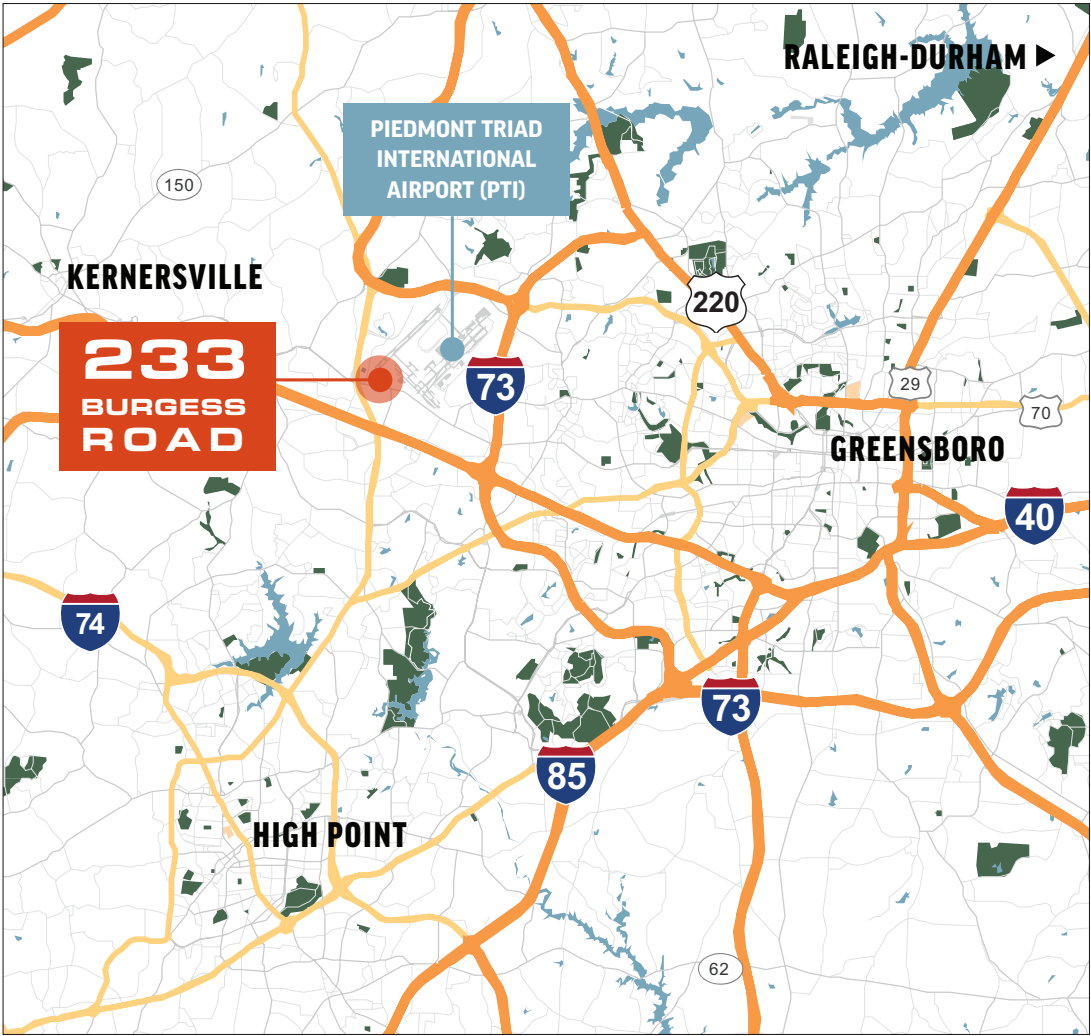 RALEIGH-DURHAM ▶
PIEDMONT TRIAD
INTERNATIONAL
AIRPORT (PTI)
150
KERNERSVILLE
220
233
BURGESS
ROAD
73
29
70
GREENSBORO
40
74
73
85
HIGH POINT
62